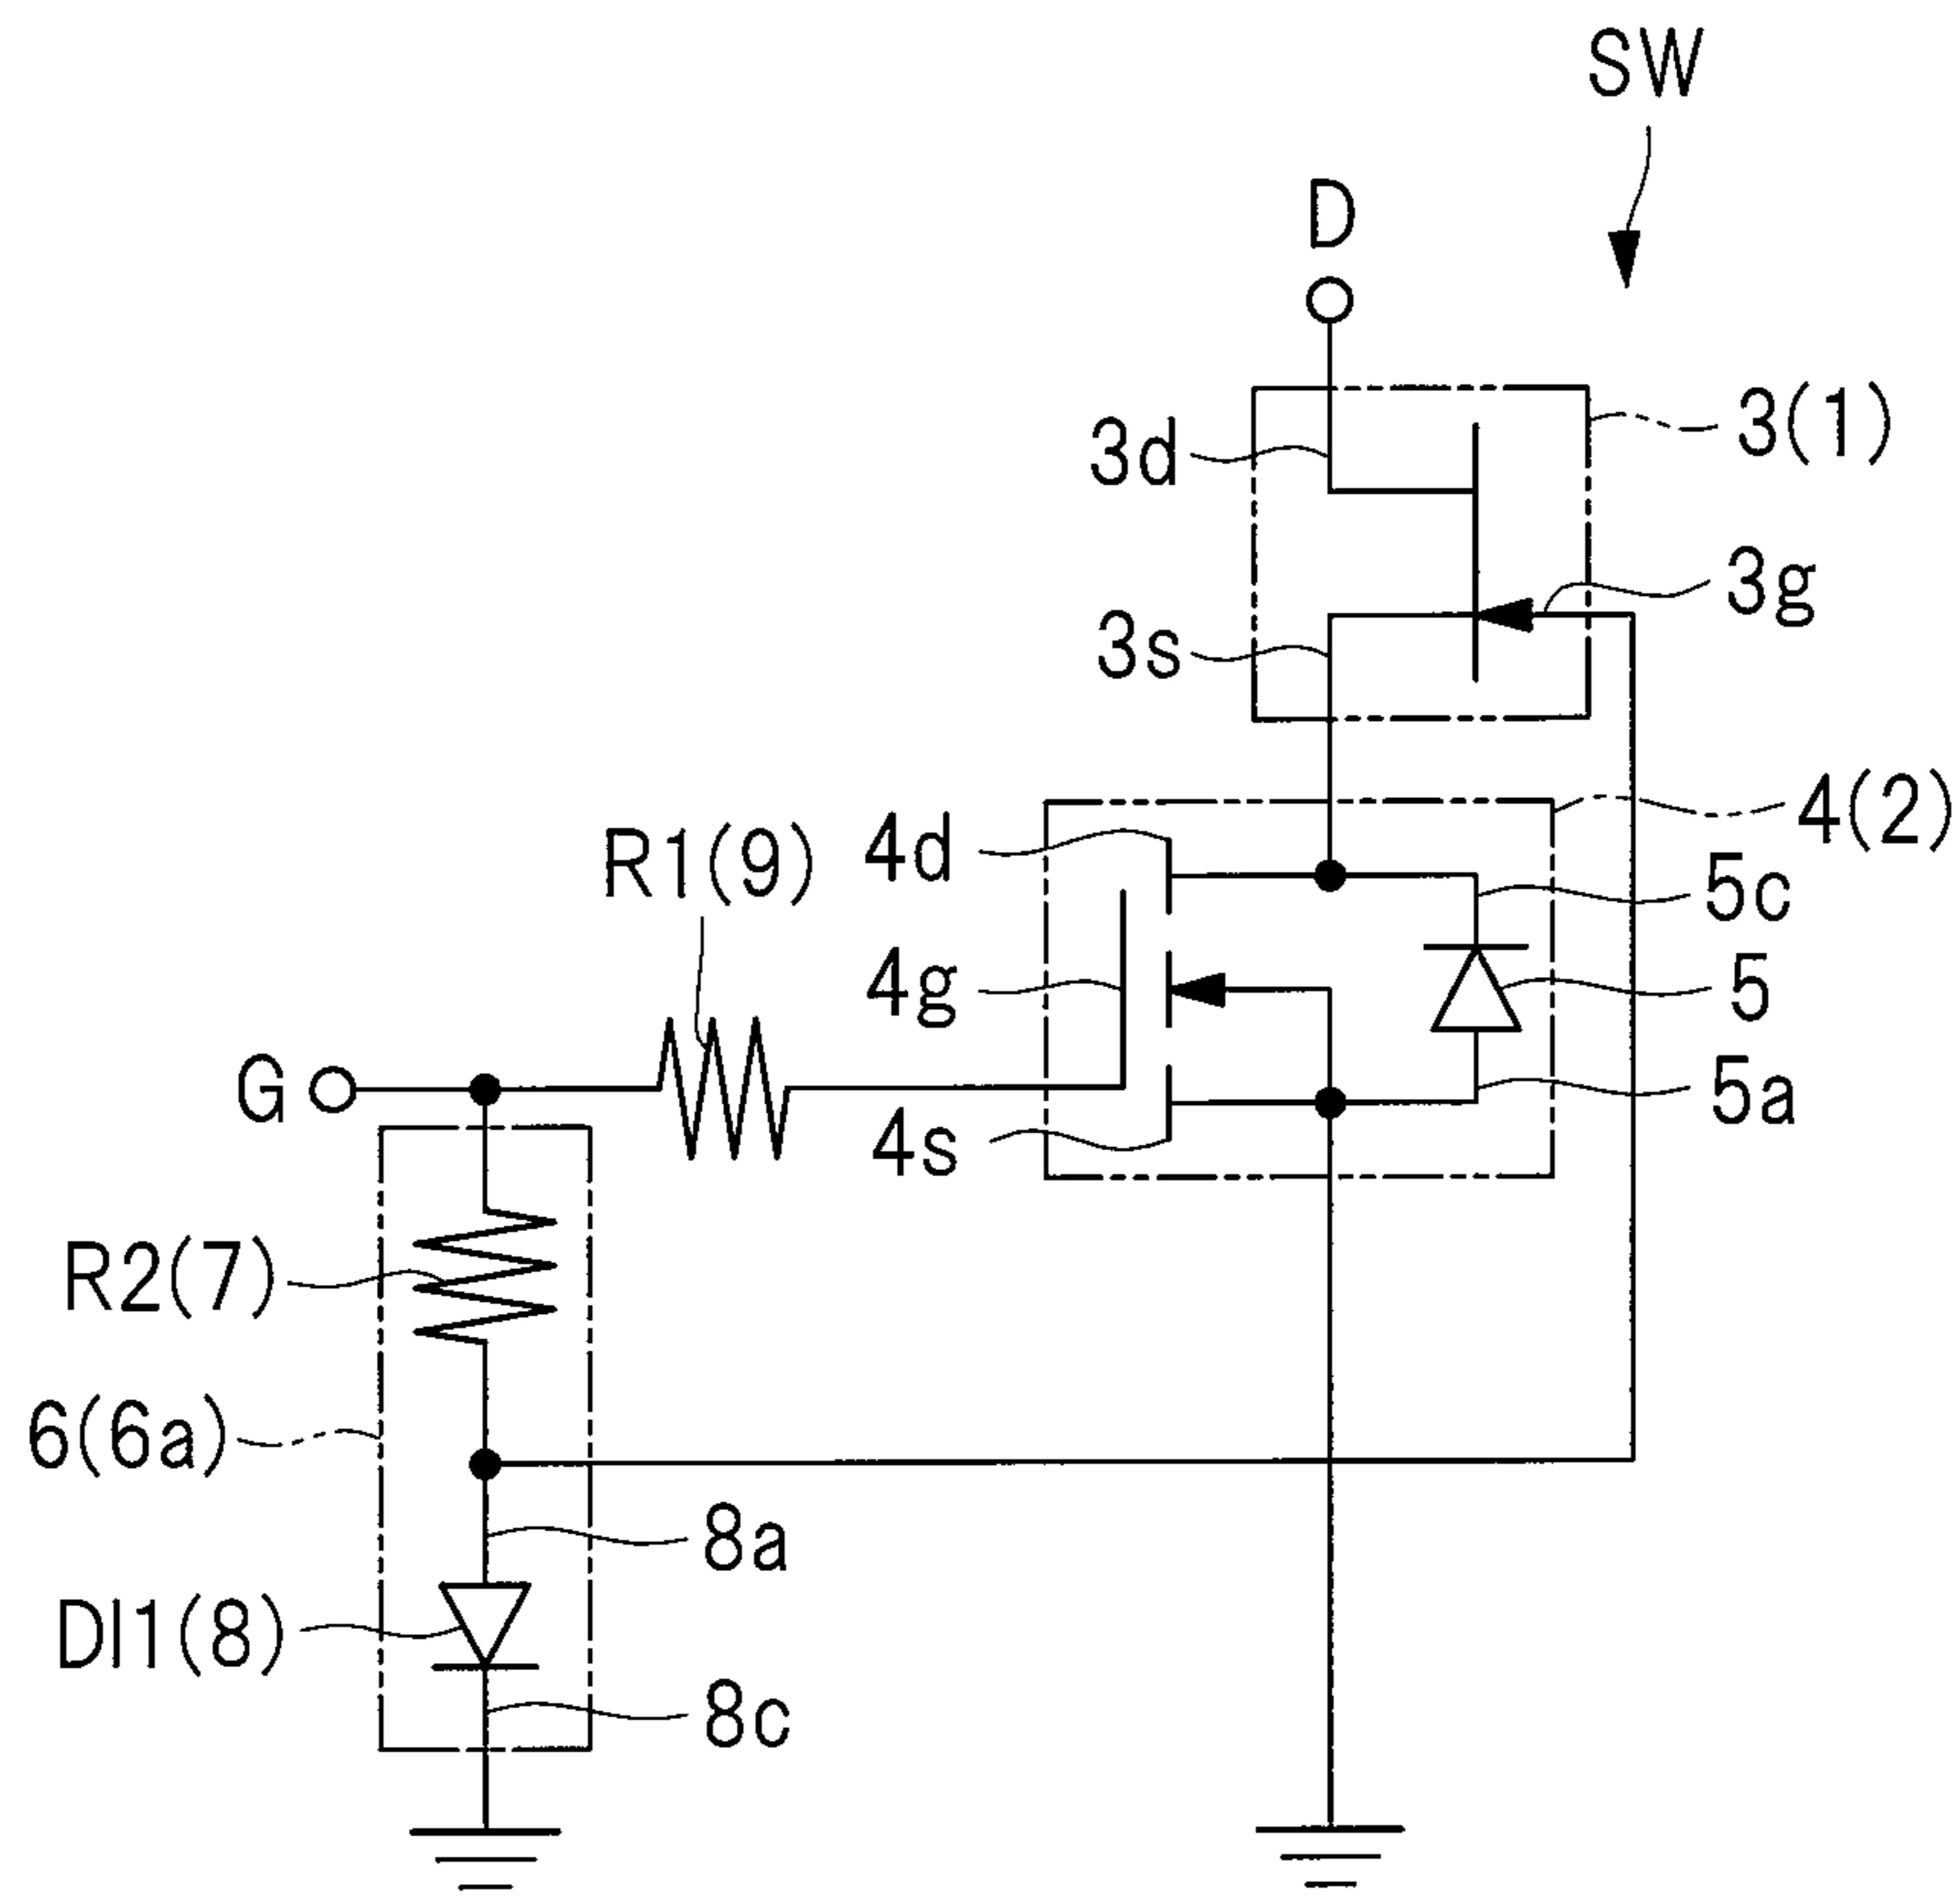 SW
D
3(1)
3d
3g
3s
4(2)
R1(9)
4d
5c
4g
5
G
5a
4s
R2(7)
6(6a)
8a
DI1(8)
8c